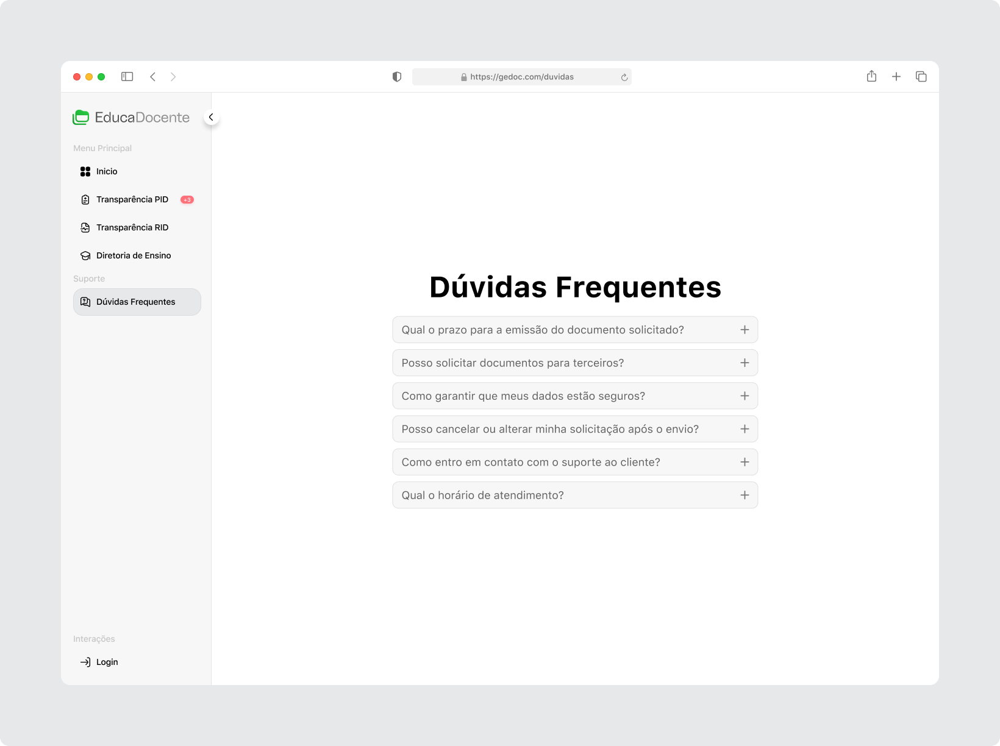 https://gedoc.com/duvidas
EducaDocente
Menu Principal
Inicio
Transparência PID +3
Transparência RID
Diretoria de Ensino
Suporte
Dúvidas Frequentes
Interações
Login
Dúvidas Frequentes
Qual o prazo para a emissão do documento solicitado?
Posso solicitar documentos para terceiros?
Como garantir que meus dados estão seguros?
Posso cancelar ou alterar minha solicitação após o envio?
Como entro em contato com o suporte ao cliente?
Qual o horário de atendimento?